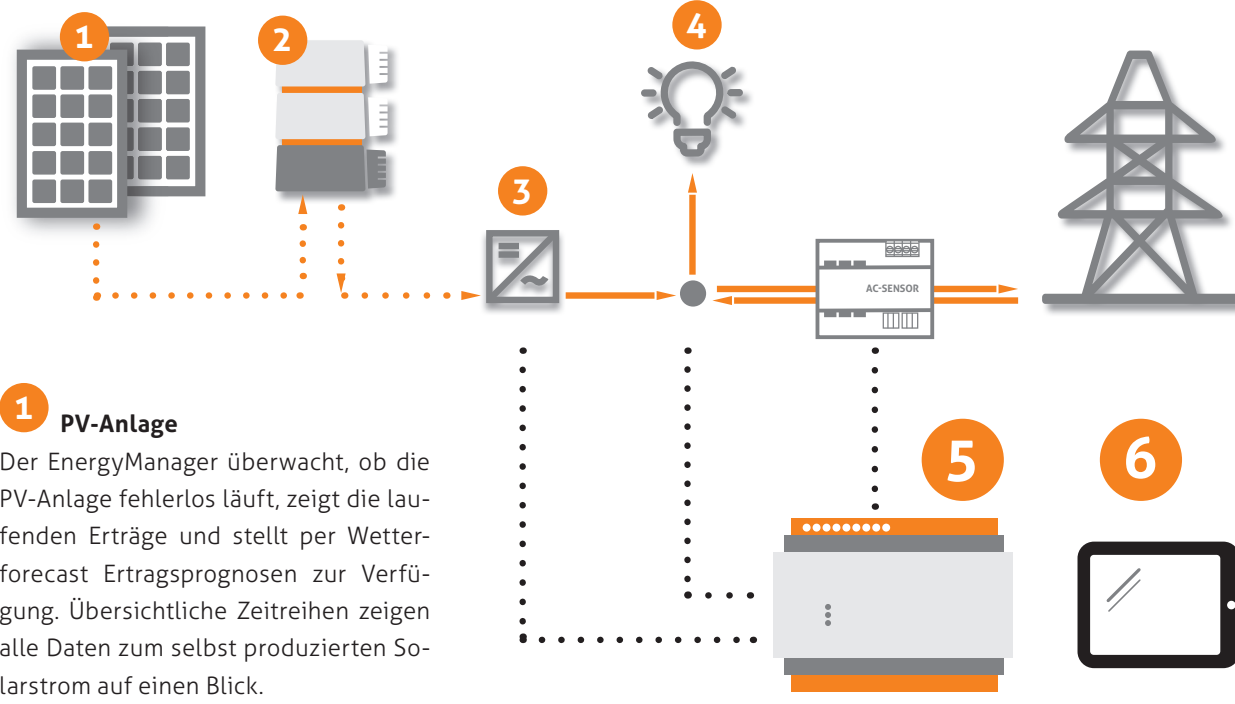 1
2
4
3
AC-SENSOR
1 PV-Anlage
Der EnergyManager überwacht, ob die
PV-Anlage fehlerlos läuft, zeigt die lau-
fenden Erträge und stellt per Wetter-
forecast Ertragsprognosen zur Verfü-
gung. Übersichtliche Zeitreihen zeigen
alle Daten zum selbst produzierten So-
larstrom auf einen Blick.
5
6